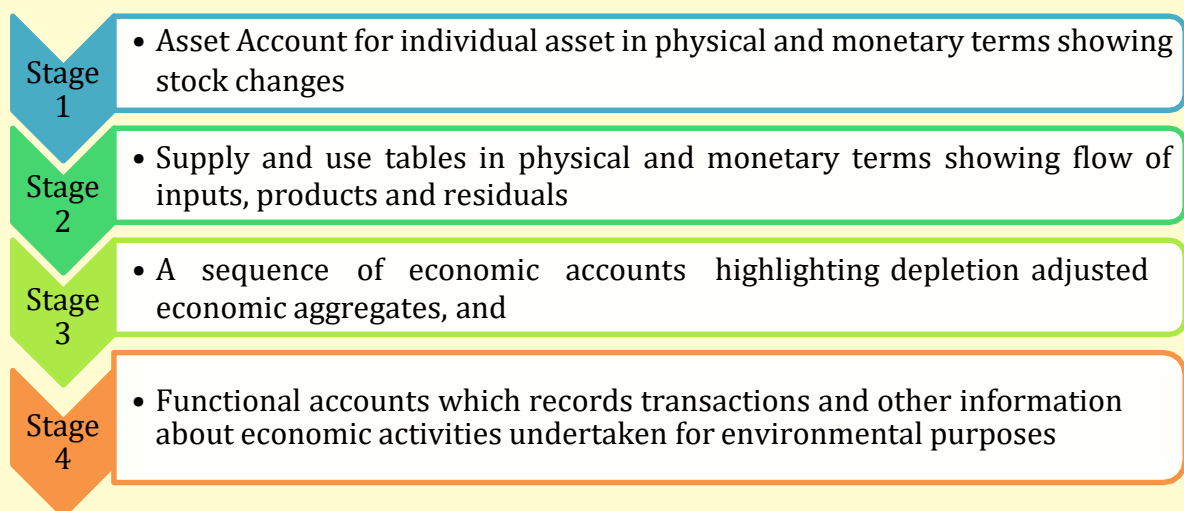 Stage
1
• Asset Account for individual asset in physical and monetary terms showing
stock changes
Stage
2
• Supply and use tables in physical and monetary terms showing flow of
inputs, products and residuals
Stage
3
• A sequence of economic accounts highlighting depletion adjusted
economic aggregates, and
Stage
4
• Functional accounts which records transactions and other information
about economic activities undertaken for environmental purposes